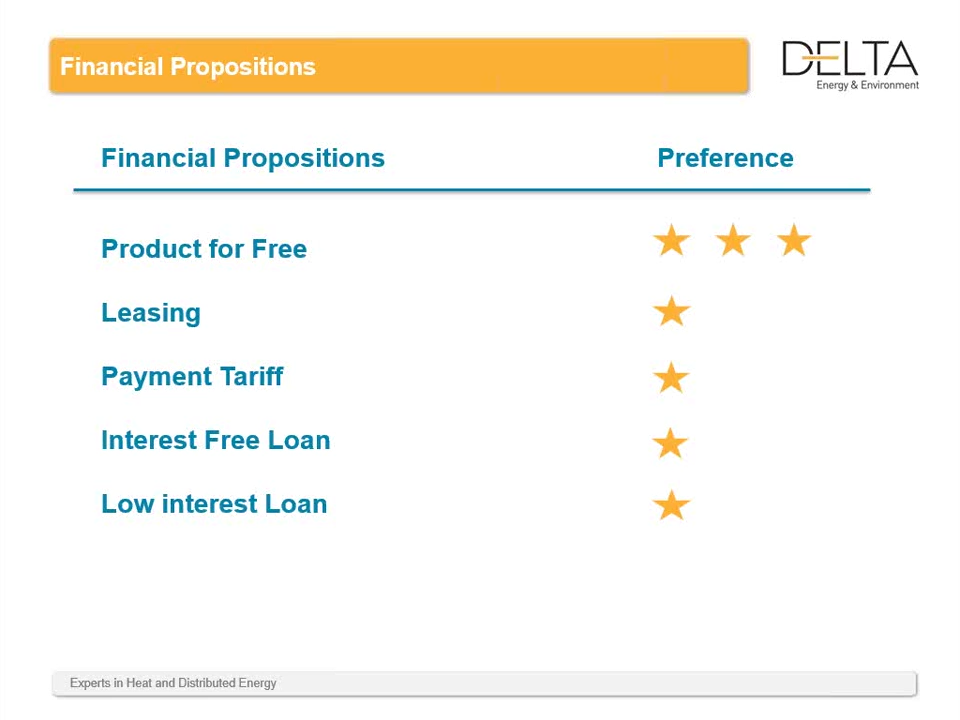 Financial Propositions
DELTA
Energy & Environment
Financial Propositions Preference
Product for Free
Leasing
Payment Tariff
Interest Free Loan
Low interest Loan
Experts in Heat and Distributed Energy